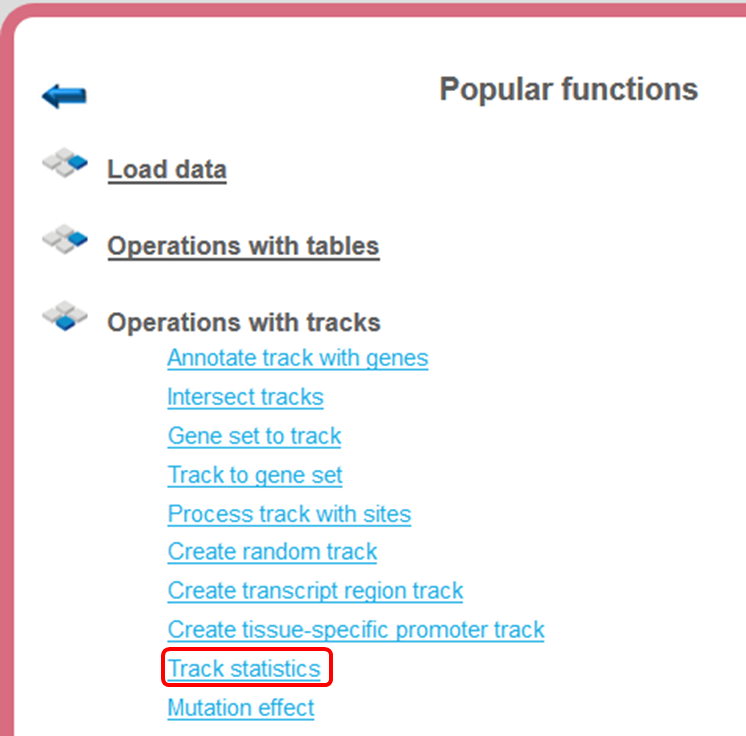 Popular functions
Load data
Operations with tables
Operations with tracks
Annotate track with genes
Intersect tracks
Gene set to track
Track to gene set
Process track with sites
Create random track
Create transcript region track
Create tissue-specific promoter track
Track statistics
Mutation effect